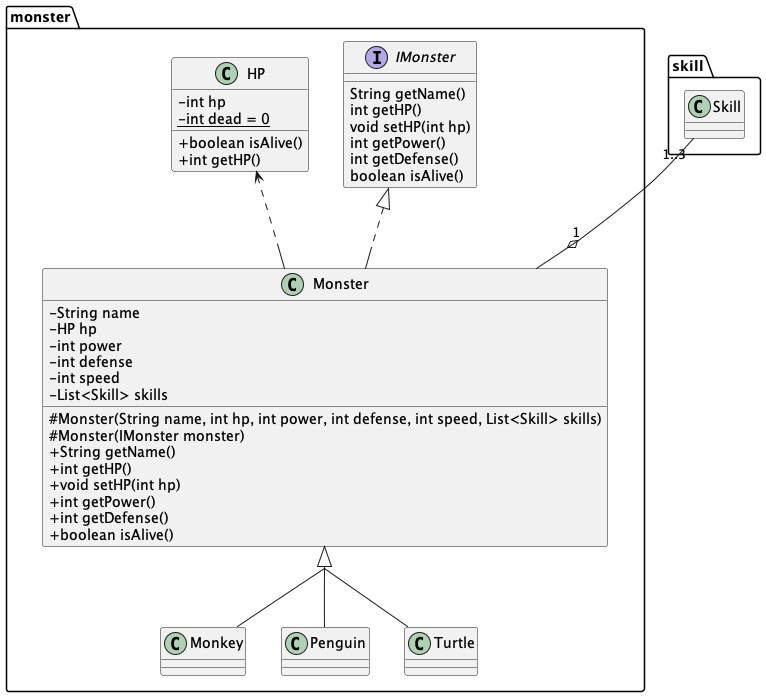 monster
C HP
-int hp
-int dead = 0
+boolean isAlive()
+int getHP()
I IMonster
String getName()
int getHP()
void setHP(int hp)
int getPower()
int getDefense()
boolean isAlive()
skill
C Skill
1..3
1
C Monster
-String name
-HP hp
-int power
-int defense
-int speed
-List<Skill> skills
#Monster(String name, int hp, int power, int defense, int speed, List<Skill> skills)
#Monster(IMonster monster)
+String getName()
+int getHP()
+void setHP(int hp)
+int getPower()
+int getDefense()
+boolean isAlive()
C Monkey
C Penguin
C Turtle